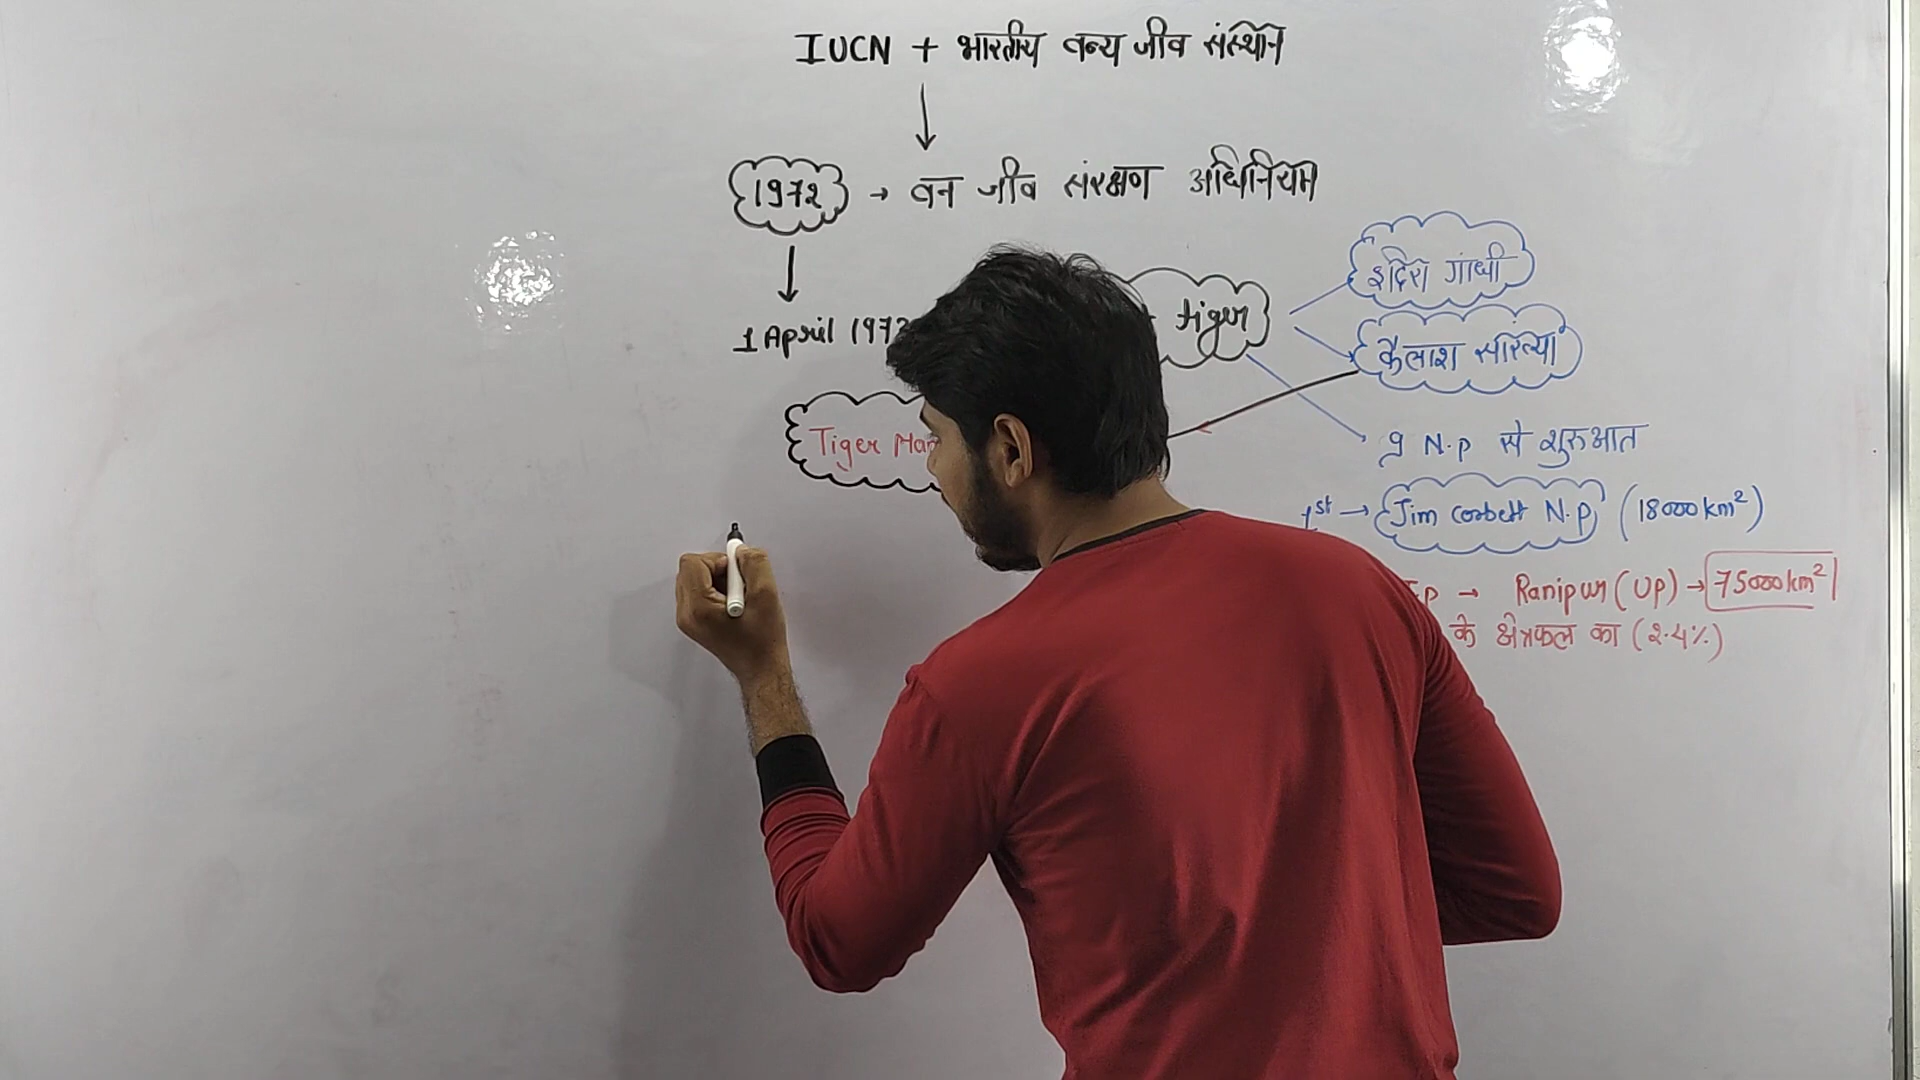 IUCN + भारतीय वन्य जीव संस्थान
1972 → वन जीव संरक्षण अधिनियम
1 April 1973
tiger
इंदिरा गांधी
कैलाश सांख्या
Tiger Man
9 N.P से शुरुआत
1st → Jim Corbett N.P (18000 km²)
→ Ranipur (UP) → 75000 km²
के क्षेत्रफल का (2.4%)